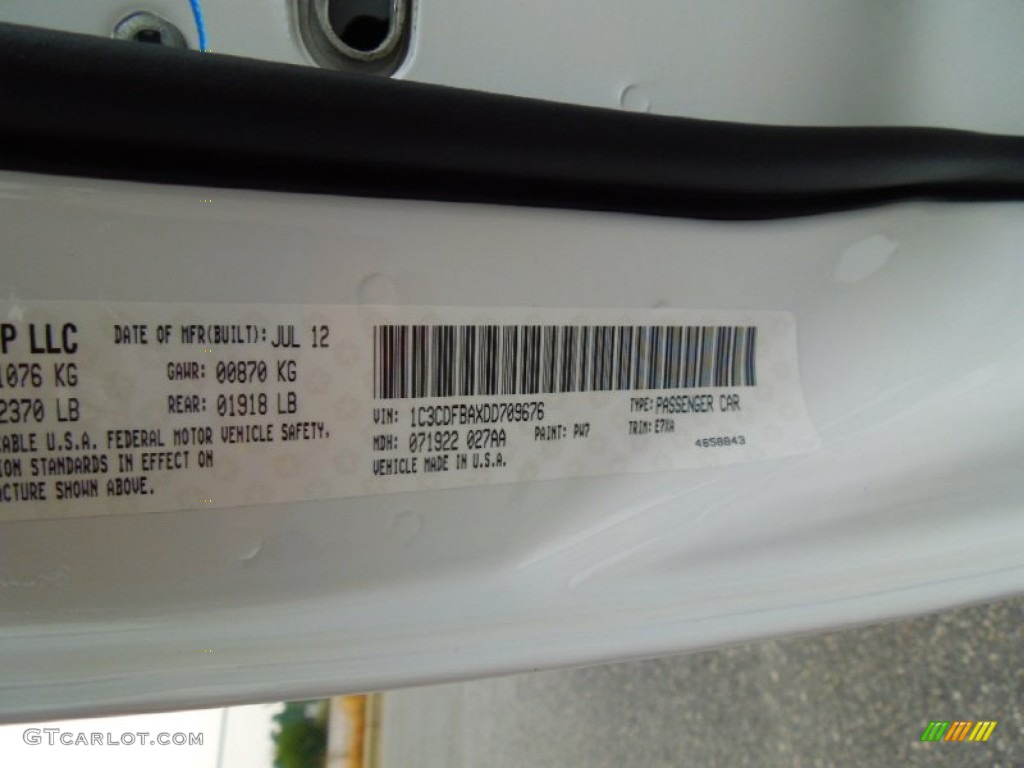 P LLC DATE OF MFR(BUILT): JUL 12
1076 KG GAWR: 00870 KG
2370 LB REAR: 01918 LB
CABLE U.S.A. FEDERAL MOTOR VEHICLE SAFETY,
ION STANDARDS IN EFFECT ON
ACTURE SHOWN ABOVE.
VIN: 1C3CDFBAXDD709676 TYPE: PASSENGER CAR
MDH: 071922 027AA PAINT: PW7 TRIM: E7XA
VEHICLE MADE IN U.S.A. 4658843
GTCarlot.com